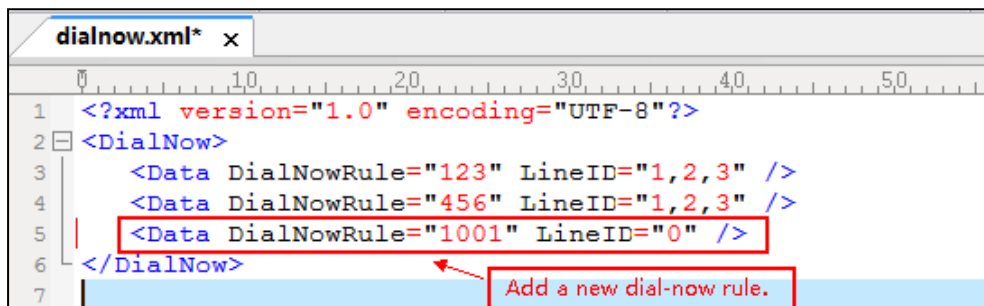 dialnow.xml* x
0 10 20 30 40 50
1 <?xml version="1.0" encoding="UTF-8"?>
2 <DialNow>
3 <Data DialNowRule="123" LineID="1,2,3" />
4 <Data DialNowRule="456" LineID="1,2,3" />
5 <Data DialNowRule="1001" LineID="0" />
6 </DialNow>
Add a new dial-now rule.
7